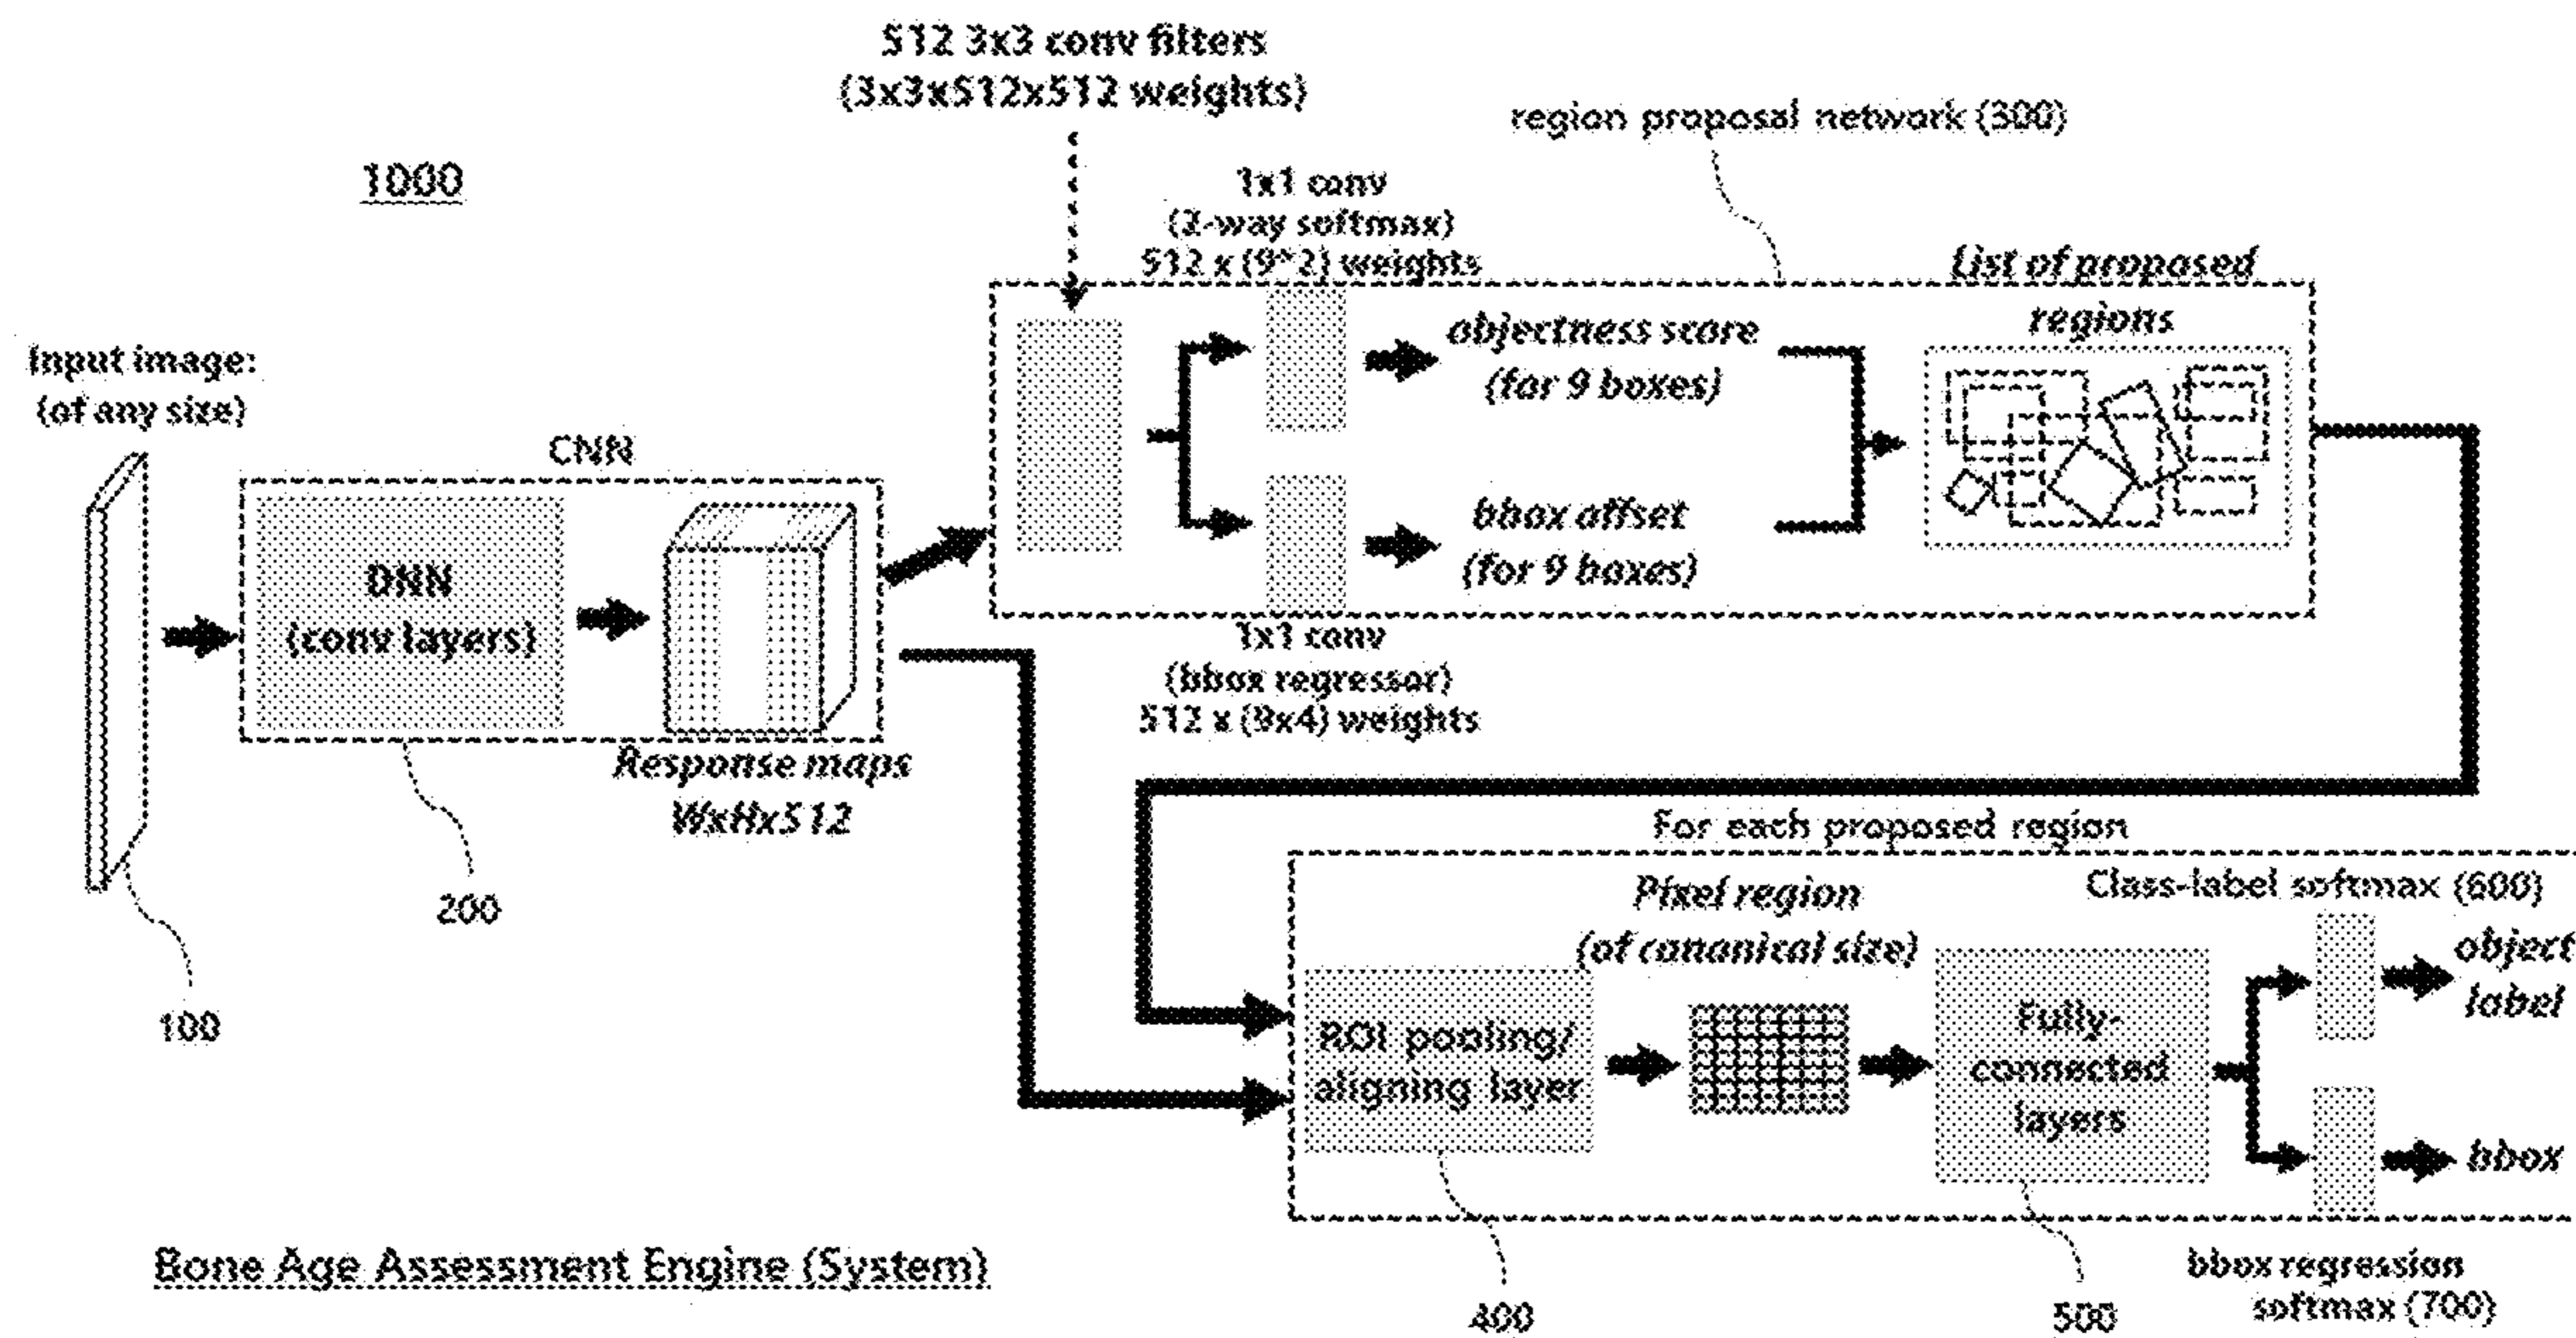 512 3x3 conv filters
(3x3x512x512 weights)
region proposal network (300)
1000
1x1 conv
(2-way softmax)
512 x (9*2) weights
List of proposed
regions
objectness score
(for 9 boxes)
Input image:
(of any size)
CNN
bbox offset
(for 9 boxes)
DNN
(conv layers)
1x1 conv
(bbox regressor)
512 x (9x4) weights
Response maps
WxHx512
For each proposed region
200
Pixel region
(of canonical size)
Class-label softmax (600)
object
label
100
ROI pooling/
aligning layer
Fully-
connected
layers
bbox
Bone Age Assessment Engine (System)
bbox regression
softmax (700)
400
500